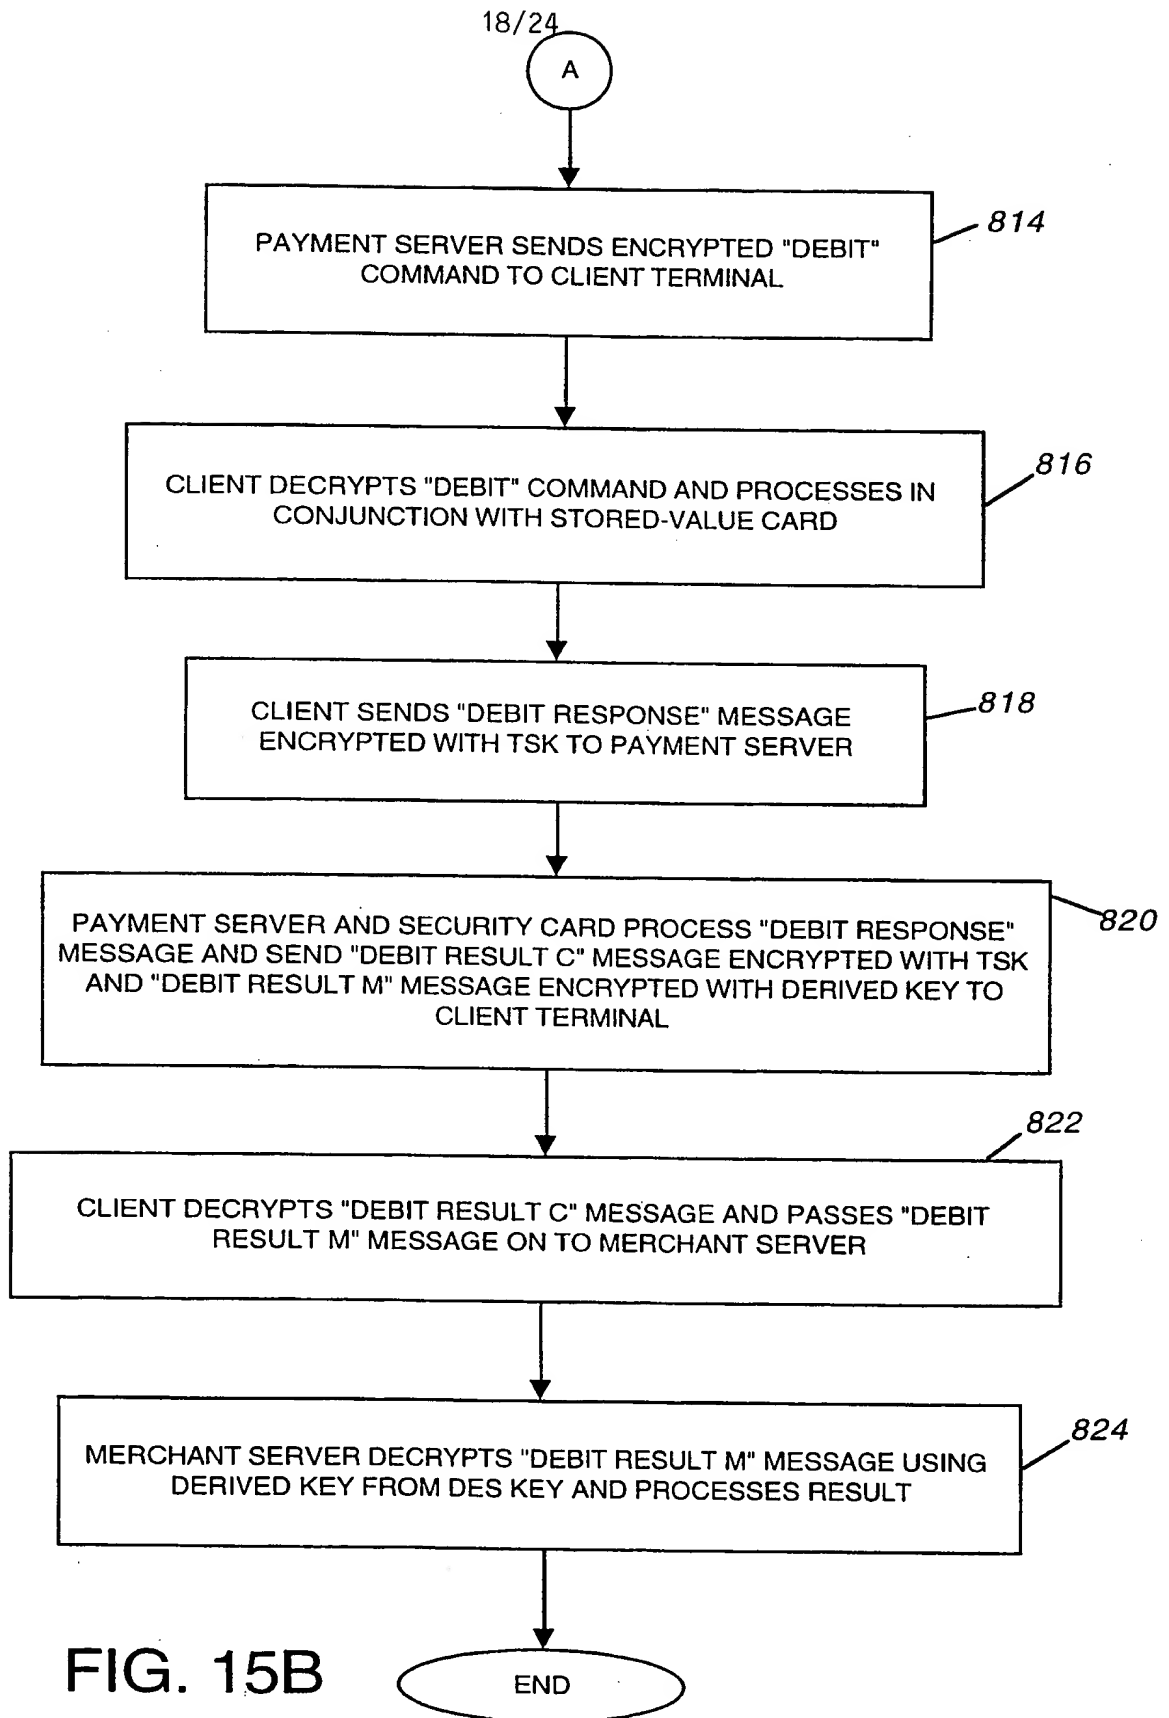 18/24
A
PAYMENT SERVER SENDS ENCRYPTED "DEBIT"
COMMAND TO CLIENT TERMINAL
814
CLIENT DECRYPTS "DEBIT" COMMAND AND PROCESSES IN
CONJUNCTION WITH STORED-VALUE CARD
816
CLIENT SENDS "DEBIT RESPONSE" MESSAGE
ENCRYPTED WITH TSK TO PAYMENT SERVER
818
PAYMENT SERVER AND SECURITY CARD PROCESS "DEBIT RESPONSE"
MESSAGE AND SEND "DEBIT RESULT C" MESSAGE ENCRYPTED WITH TSK
AND "DEBIT RESULT M" MESSAGE ENCRYPTED WITH DERIVED KEY TO
CLIENT TERMINAL
820
CLIENT DECRYPTS "DEBIT RESULT C" MESSAGE AND PASSES "DEBIT
RESULT M" MESSAGE ON TO MERCHANT SERVER
822
MERCHANT SERVER DECRYPTS "DEBIT RESULT M" MESSAGE USING
DERIVED KEY FROM DES KEY AND PROCESSES RESULT
824
END
FIG. 15B